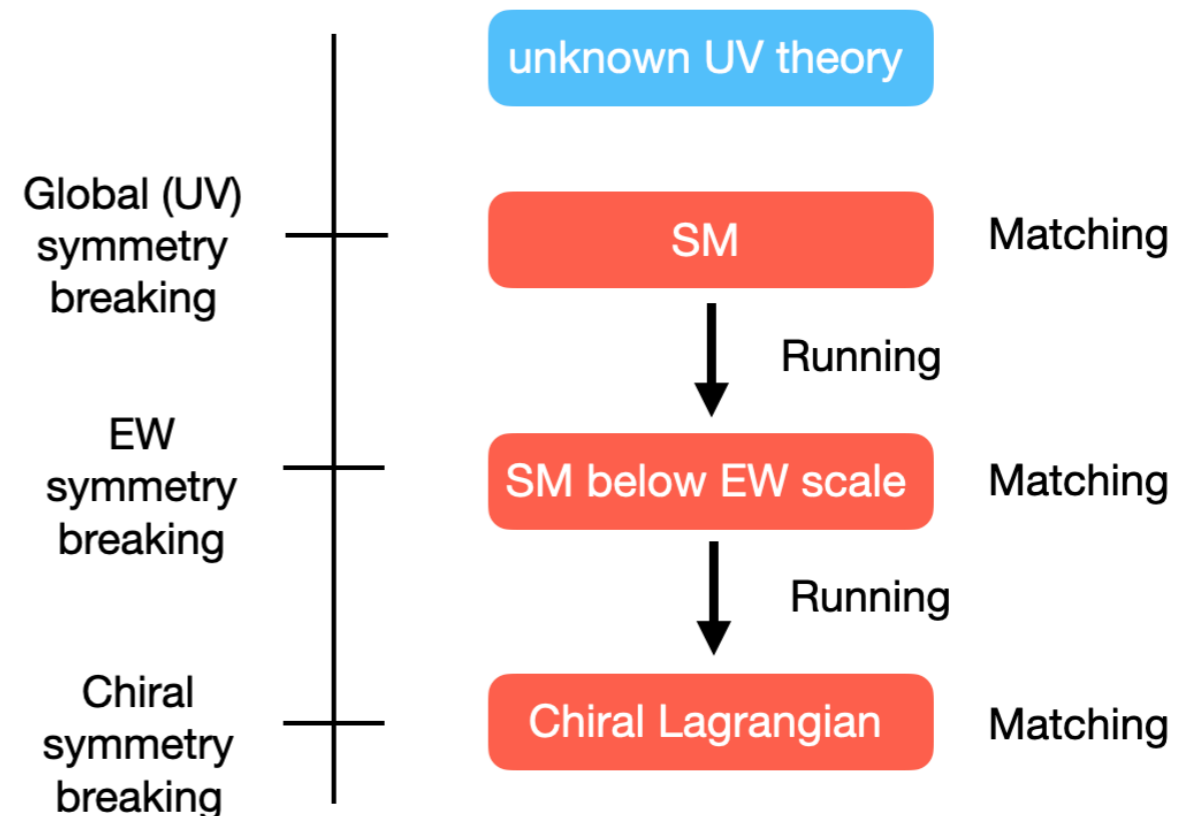 unknown UV theory
Global (UV)
symmetry
breaking
SM
Matching
Running
EW
symmetry
breaking
SM below EW scale
Matching
Running
Chiral
symmetry
breaking
Chiral Lagrangian
Matching